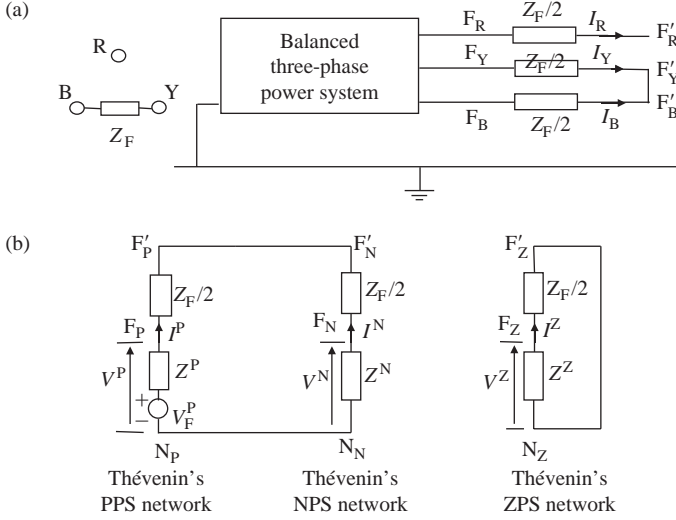 (a)
R
B
Y
Z_F
Balanced
three-phase
power system
F_R
Z_F/2
I_R
F′_R
F_Y
Z_F/2
I_Y
F′_Y
F_B
Z_F/2
I_B
F′_B
(b)
F′_P
F′_N
F′_Z
Z_F/2
Z_F/2
Z_F/2
F_P
I^P
F_N
I^N
F_Z
I^Z
V^P
Z^P
V^N
Z^N
V^Z
Z^Z
+
−
V_F^P
N_P
N_N
N_Z
Thévenin's
PPS network
Thévenin's
NPS network
Thévenin's
ZPS network